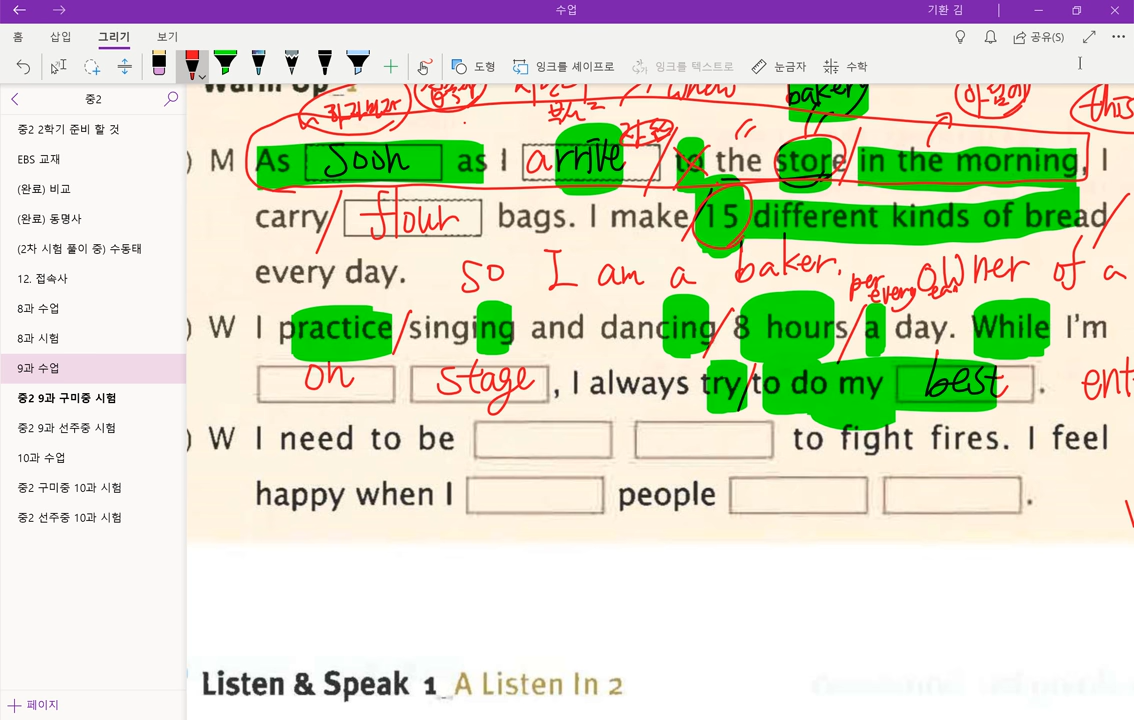 수업
기환 김
홈 삽입 그리기 보기
공유(S)
도형 잉크를 셰이프로 잉크를 텍스트로 눈금자 수학
중2
중2 2학기 준비 할 것
EBS 교재
(완료) 비교
(완료) 동명사
(2차 시험 풀이 중) 수동태
12. 접속사
8과 수업
8과 시험
9과 수업
중2 9과 구미중 시험
중2 9과 선주중 시험
10과 수업
중2 구미중 10과 시험
중2 선주중 10과 시험
페이지
Warm Up 1
bakery
this
) M As soon as I arrive to the store / in the morning, I
carry / flour bags. I make / 15 different kinds of bread /
every day. so I am a baker. owner of a
per every
) W I practice / singing and dancing / 8 hours / a day. While I'm
on stage, I always try / to do my best. ent
) W I need to be to fight fires. I feel
happy when I people .
Listen & Speak 1_A Listen In 2